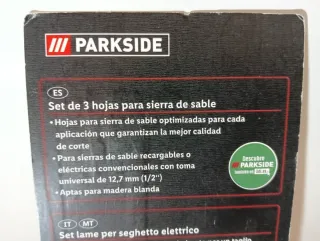 /// PARKSIDE
ES
Set de 3 hojas para sierra de sable
• Hojas para sierra de sable optimizadas para cada
aplicación que garantizan la mejor calidad
de corte
• Para sierras de sable recargables o
eléctricas convencionales con toma
universal de 12,7 mm (1/2")
• Aptas para madera blanda
Descubre
PARKSIDE
IT MT
Set lame per seghetto elettrico